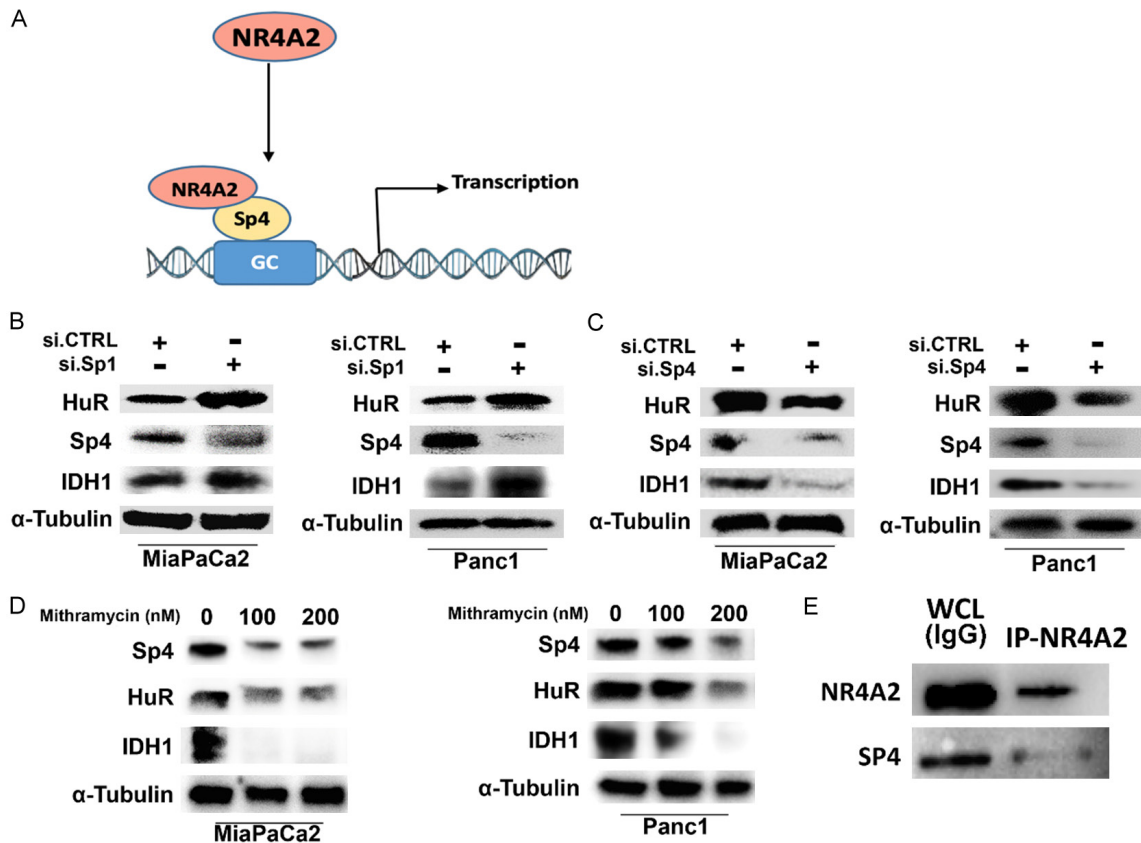 A
NR4A2
NR4A2
Sp4
GC
Transcription
B
si.CTRL + -
si.Sp1 - +
HuR
Sp4
IDH1
α-Tubulin
MiaPaCa2
si.CTRL + -
si.Sp1 - +
HuR
Sp4
IDH1
α-Tubulin
Panc1
C
si.CTRL + -
si.Sp4 - +
HuR
Sp4
IDH1
α-Tubulin
MiaPaCa2
si.CTRL + -
si.Sp4 - +
HuR
Sp4
IDH1
α-Tubulin
Panc1
D
Mithramycin (nM) 0 100 200
Sp4
HuR
IDH1
α-Tubulin
MiaPaCa2
Mithramycin (nM) 0 100 200
Sp4
HuR
IDH1
α-Tubulin
Panc1
E
WCL
(IgG) IP-NR4A2
NR4A2
SP4